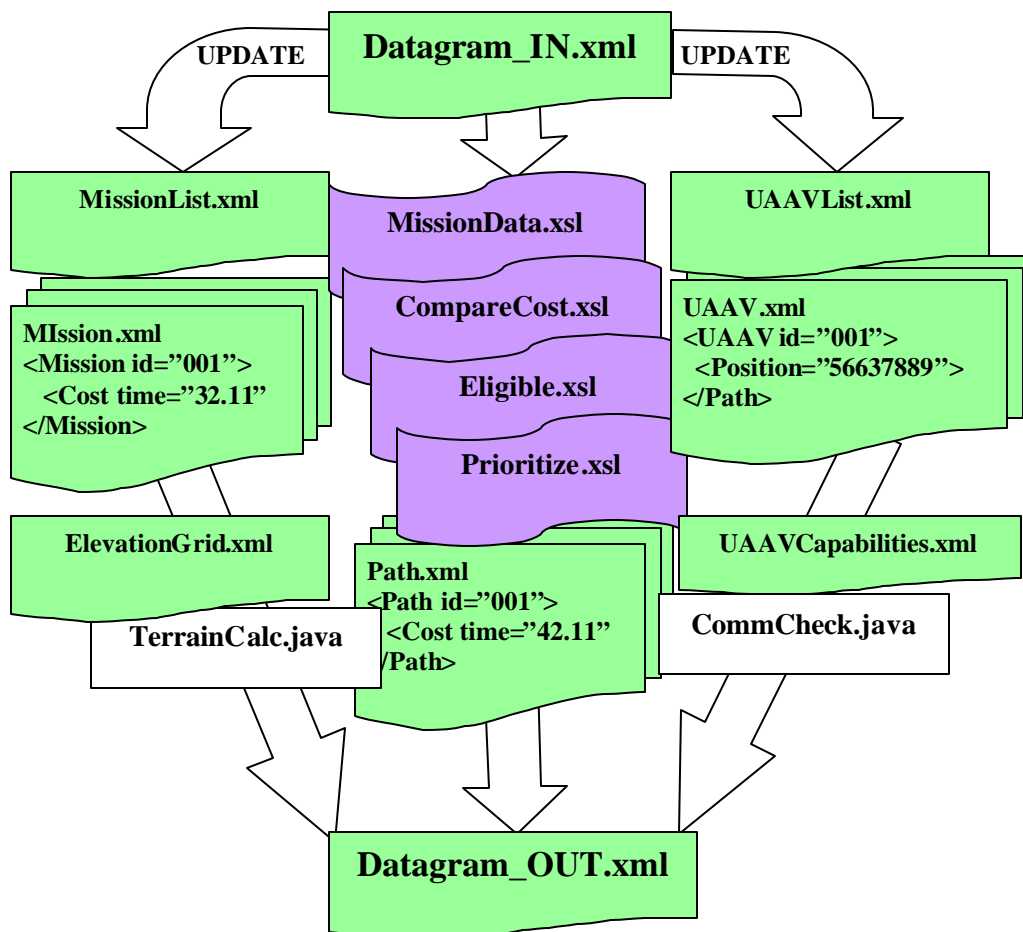 Datagram_IN.xml
UPDATE
UPDATE
MissionList.xml
MissionData.xsl
UAAVList.xml
CompareCost.xsl
MIssion.xml
<Mission id=”001”>
<Cost time=”32.11”
</Mission>
UAAV.xml
<UAAV id=”001”>
<Position=”56637889”>
</Path>
Eligible.xsl
Prioritize.xsl
ElevationGrid.xml
UAAVCapabilities.xml
Path.xml
<Path id=”001”>
<Cost time=”42.11”
/Path>
TerrainCalc.java
CommCheck.java
Datagram_OUT.xml